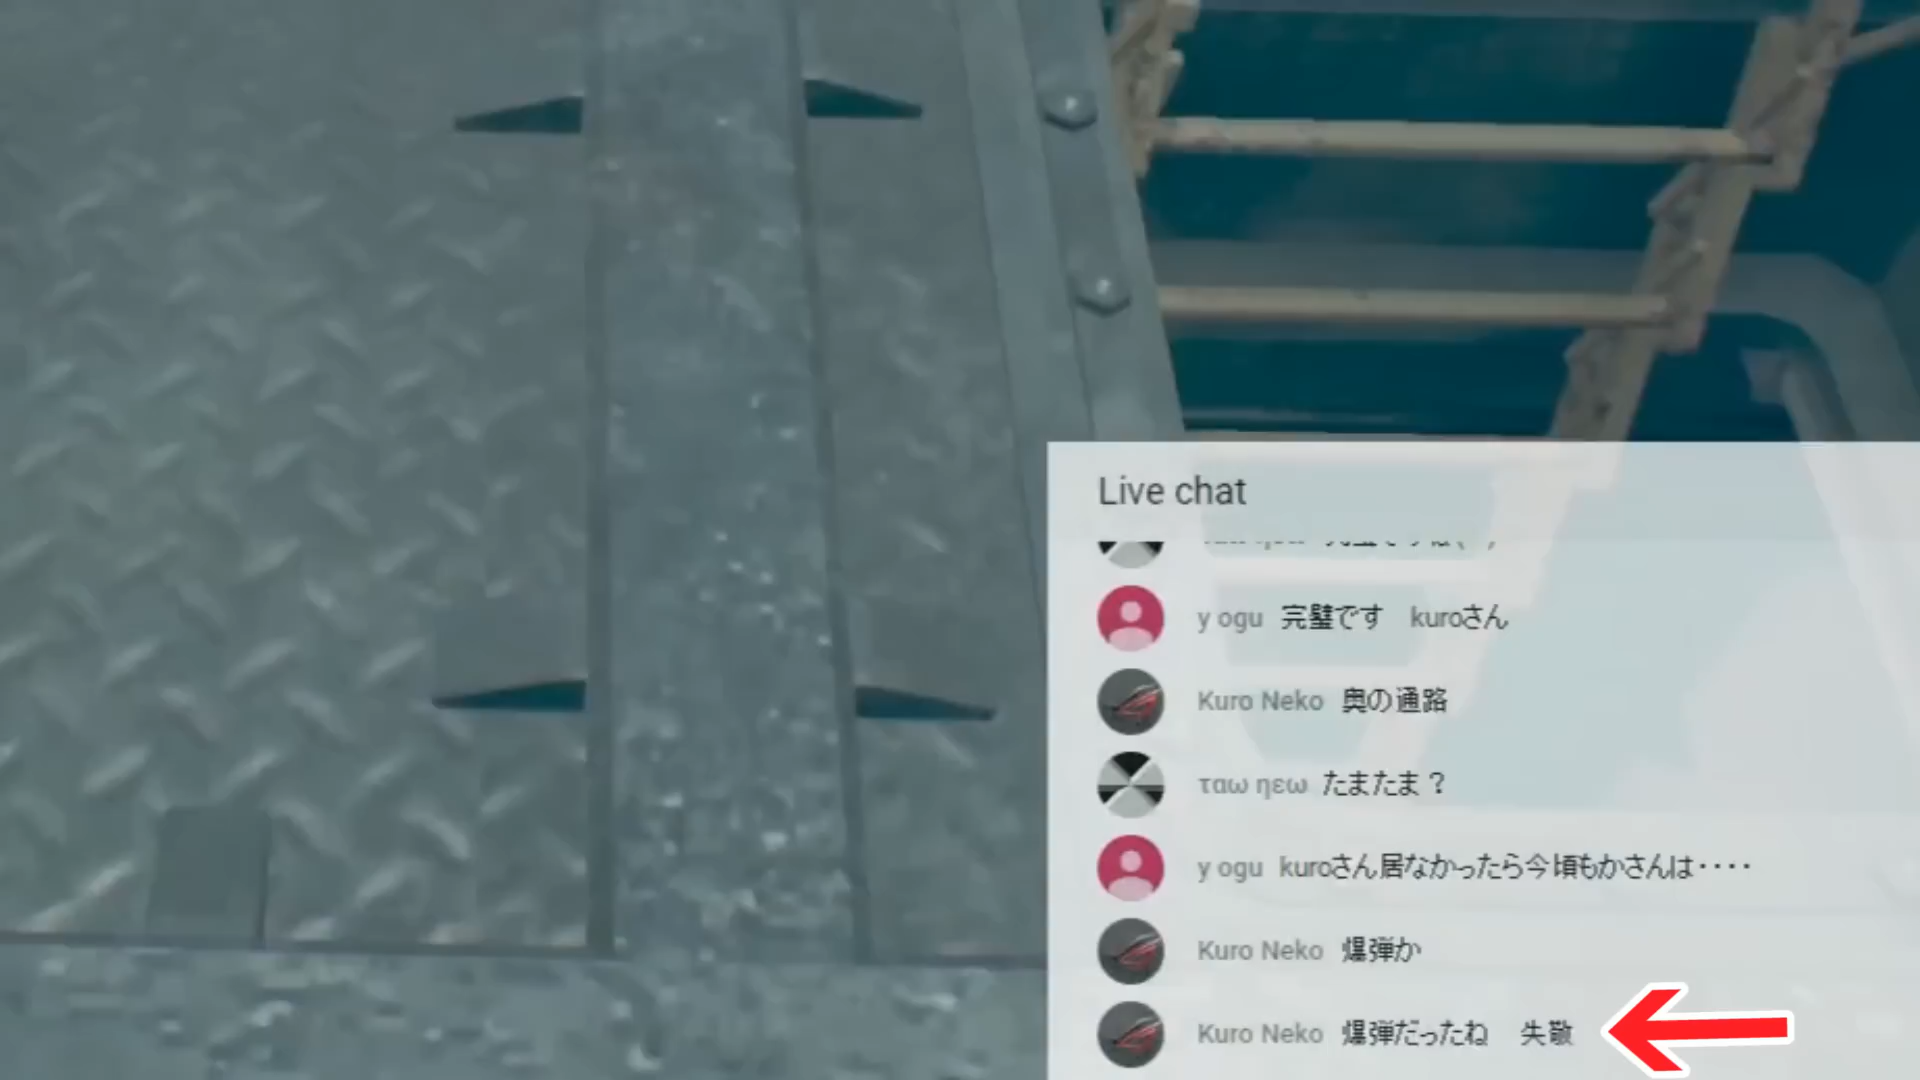 Live chat
y ogu 完璧です kuroさん
Kuro Neko 奥の通路
ταω ηεω たまたま？
y ogu kuroさん居なかったら今頃もかさんは････
Kuro Neko 爆弾か
Kuro Neko 爆弾だったね 失敬